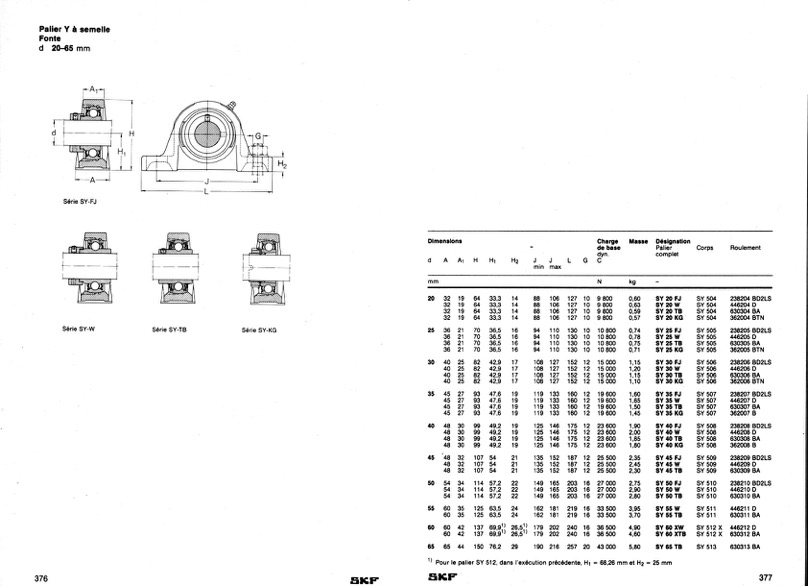 Palier Y à semelle
Fonte
d 20–65 mm
A₁
d
H
H₁
A
G
H₂
J
L
Série SY-FJ
Série SY-W
Série SY-TB
Série SY-KG
376
SKF
Dimensions Charge de base dyn. Masse Désignation Palier complet Corps Roulement
d A A₁ H H₁ H₂ J min J max L G C
mm N kg –
20 32 19 64 33,3 14 88 106 127 10 9 800 0,60 SY 20 FJ SY 504 238204 BD2LS
32 19 64 33,3 14 88 106 127 10 9 800 0,63 SY 20 W SY 504 446204 D
32 19 64 33,3 14 88 106 127 10 9 800 0,59 SY 20 TB SY 504 630304 BA
32 19 64 33,3 14 88 106 127 10 9 800 0,57 SY 20 KG SY 504 362004 BTN
25 36 21 70 36,5 16 94 110 130 10 10 800 0,74 SY 25 FJ SY 505 238205 BD2LS
36 21 70 36,5 16 94 110 130 10 10 800 0,78 SY 25 W SY 505 446205 D
36 21 70 36,5 16 94 110 130 10 10 800 0,75 SY 25 TB SY 505 630305 BA
36 21 70 36,5 16 94 110 130 10 10 800 0,71 SY 25 KG SY 505 362005 BTN
30 40 25 82 42,9 17 108 127 152 12 15 000 1,15 SY 30 FJ SY 506 238206 BD2LS
40 25 82 42,9 17 108 127 152 12 15 000 1,20 SY 30 W SY 506 446206 D
40 25 82 42,9 17 108 127 152 12 15 000 1,15 SY 30 TB SY 506 630306 BA
40 25 82 42,9 17 108 127 152 12 15 000 1,10 SY 30 KG SY 506 362006 BTN
35 45 27 93 47,6 19 119 133 160 12 19 600 1,60 SY 35 FJ SY 507 238207 BD2LS
45 27 93 47,6 19 119 133 160 12 19 600 1,65 SY 35 W SY 507 446207 D
45 27 93 47,6 19 119 133 160 12 19 600 1,50 SY 35 TB SY 507 630307 BA
45 27 93 47,6 19 119 133 160 12 19 600 1,45 SY 35 KG SY 507 362007 B
40 48 30 99 49,2 19 125 146 175 12 23 600 1,90 SY 40 FJ SY 508 238208 BD2LS
48 30 99 49,2 19 125 146 175 12 23 600 2,00 SY 40 W SY 508 446208 D
48 30 99 49,2 19 125 146 175 12 23 600 1,85 SY 40 TB SY 508 630308 BA
48 30 99 49,2 19 125 146 175 12 23 600 1,80 SY 40 KG SY 508 362008 B
45 48 32 107 54 21 135 152 187 12 25 500 2,35 SY 45 FJ SY 509 238209 BD2LS
48 32 107 54 21 135 152 187 12 25 500 2,45 SY 45 W SY 509 446209 D
48 32 107 54 21 135 152 187 12 25 500 2,30 SY 45 TB SY 509 630309 BA
50 54 34 114 57,2 22 149 165 203 16 27 000 2,75 SY 50 FJ SY 510 238210 BD2LS
54 34 114 57,2 22 149 165 203 16 27 000 2,90 SY 50 W SY 510 446210 D
54 34 114 57,2 22 149 165 203 16 27 000 2,80 SY 50 TB SY 510 630310 BA
55 60 35 125 63,5 24 162 181 219 16 33 500 3,95 SY 55 W SY 511 446211 D
60 35 125 63,5 24 162 181 219 16 33 500 3,70 SY 55 TB SY 511 630311 BA
60 60 42 137 69,9¹⁾ 26,5¹⁾ 179 202 240 16 36 500 4,90 SY 60 XW SY 512 X 446212 D
60 42 137 69,9¹⁾ 26,5¹⁾ 179 202 240 16 36 500 4,60 SY 60 XTB SY 512 X 630312 BA
65 65 44 150 76,2 29 190 216 257 20 43 000 5,80 SY 65 TB SY 513 630313 BA
¹⁾ Pour le palier SY 512, dans l'exécution précédente, H₁ = 68,26 mm et H₂ = 25 mm
SKF
377